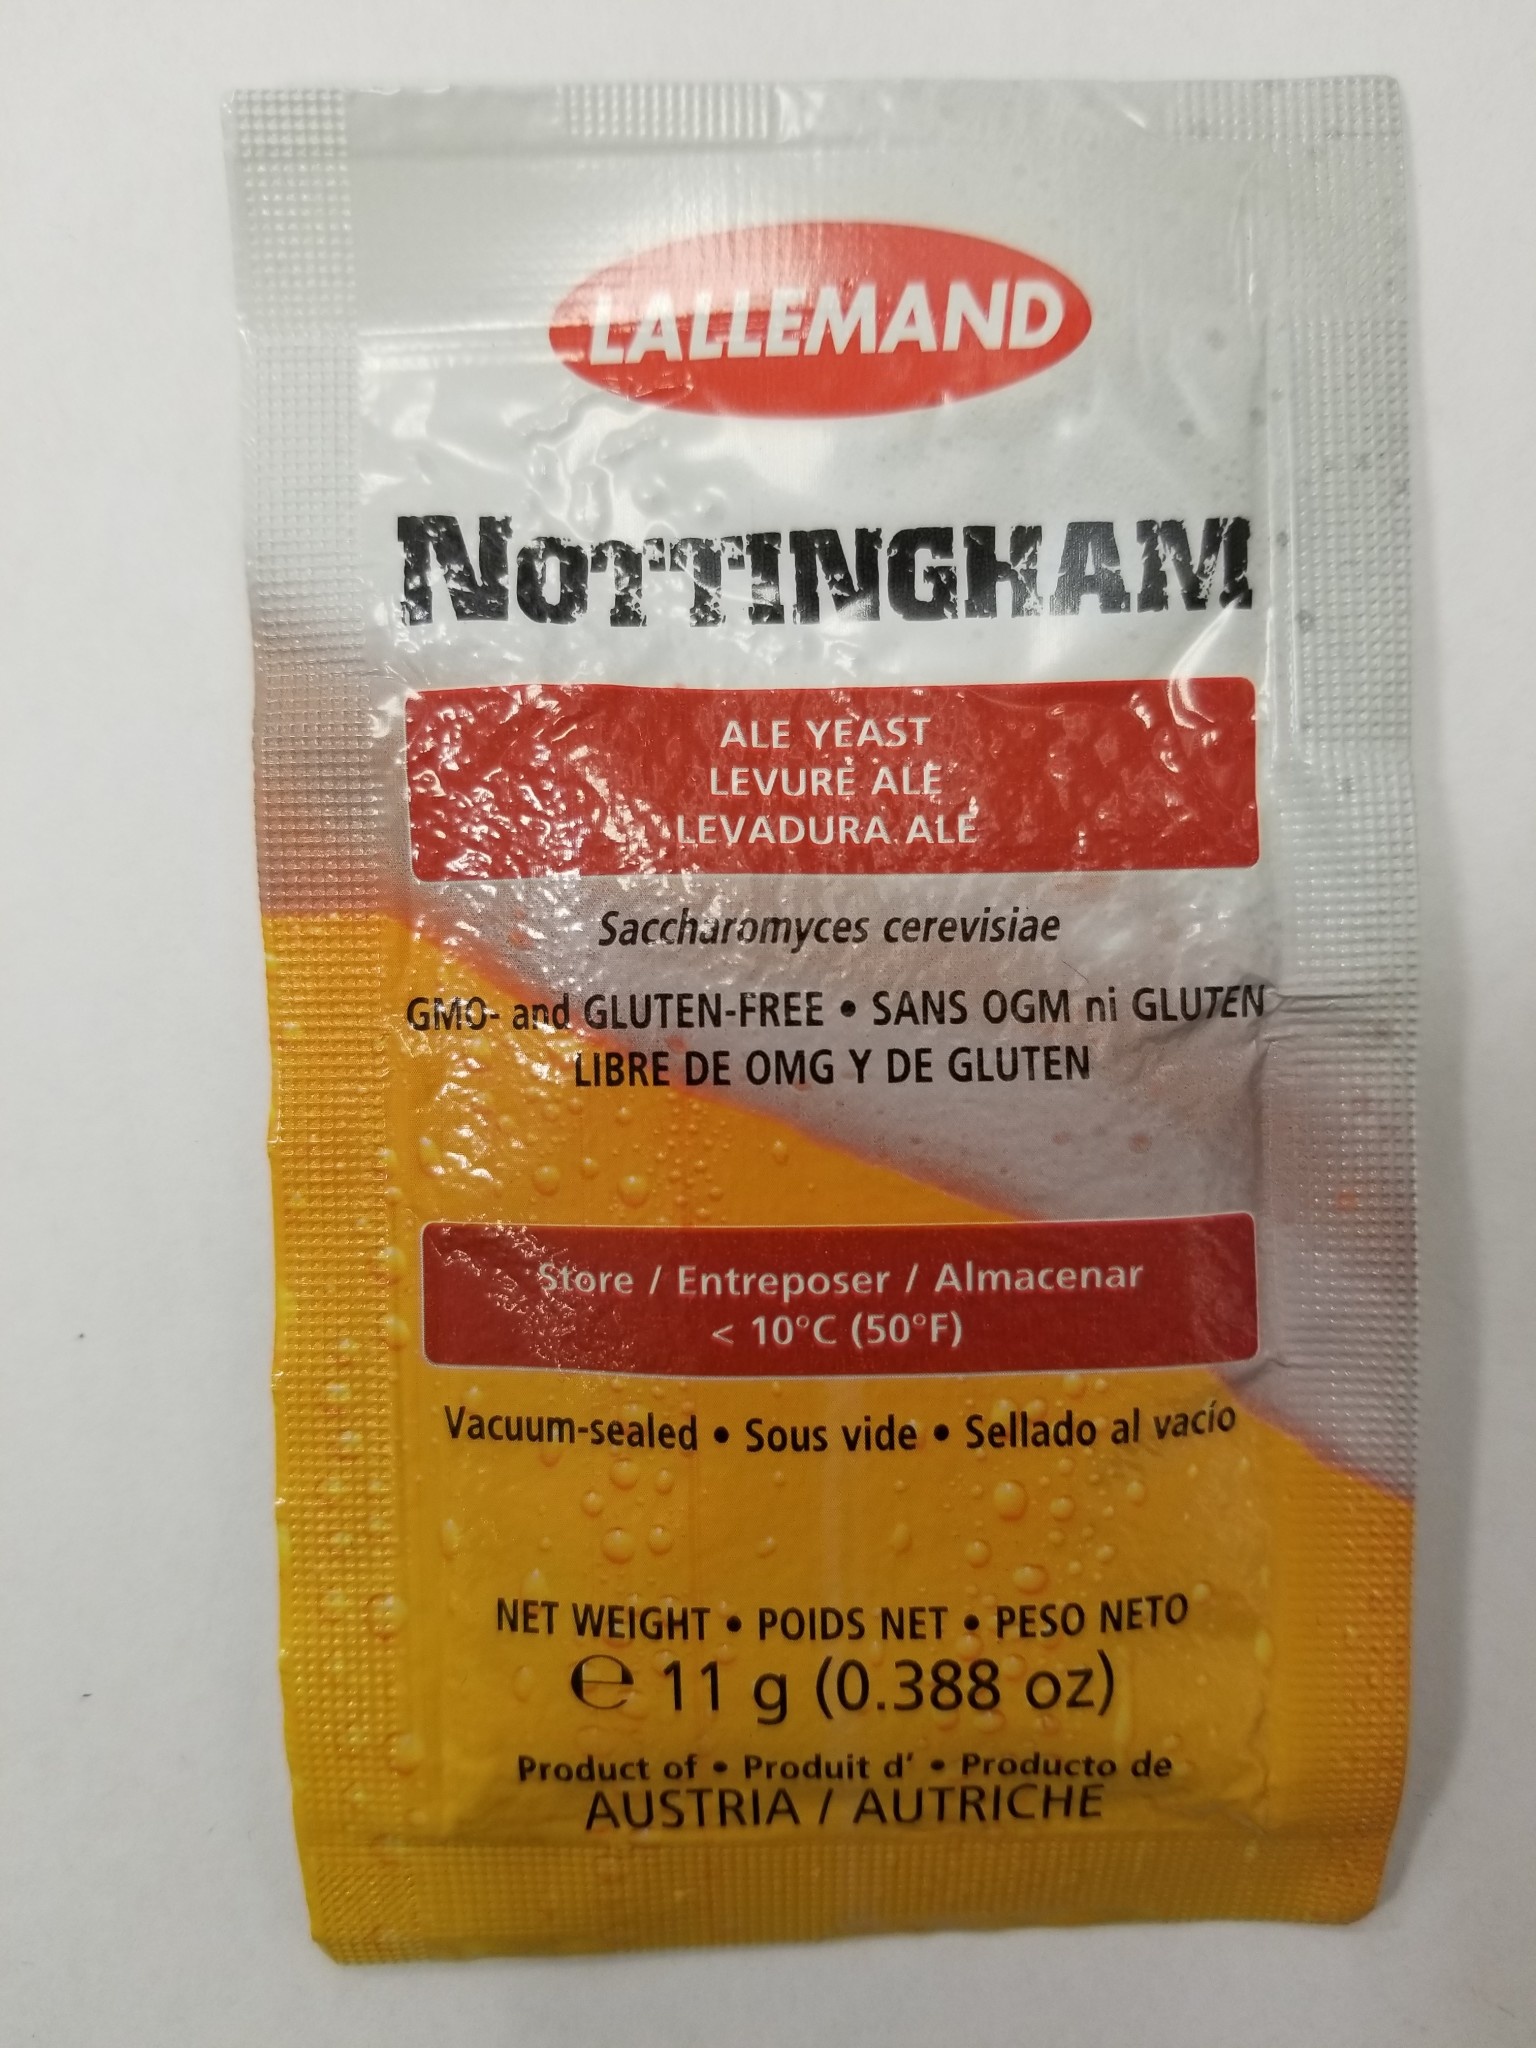 LALLEMAND
NOTTINGHAM
ALE YEAST
LEVURE ALE
LEVADURA ALE
Saccharomyces cerevisiae
GMO- and GLUTEN-FREE • SANS OGM ni GLUTEN
LIBRE DE OMG Y DE GLUTEN
Store / Entreposer / Almacenar
< 10°C (50°F)
Vacuum-sealed • Sous vide • Sellado al vacío
NET WEIGHT • POIDS NET • PESO NETO
℮ 11 g (0.388 oz)
Product of • Produit d' • Producto de
AUSTRIA / AUTRICHE